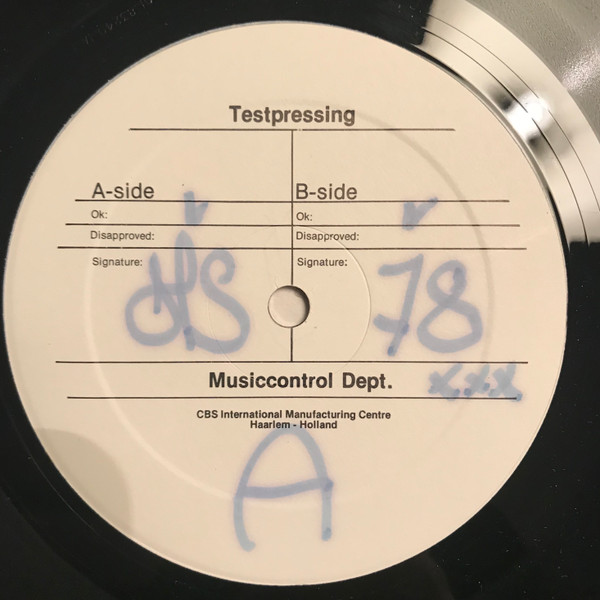 Testpressing
A-side B-side
Ok: Ok:
Disapproved: Disapproved:
Signature: Signature:
78
x.x.x.
Musiccontrol Dept.
CBS International Manufacturing Centre
Haarlem - Holland
A